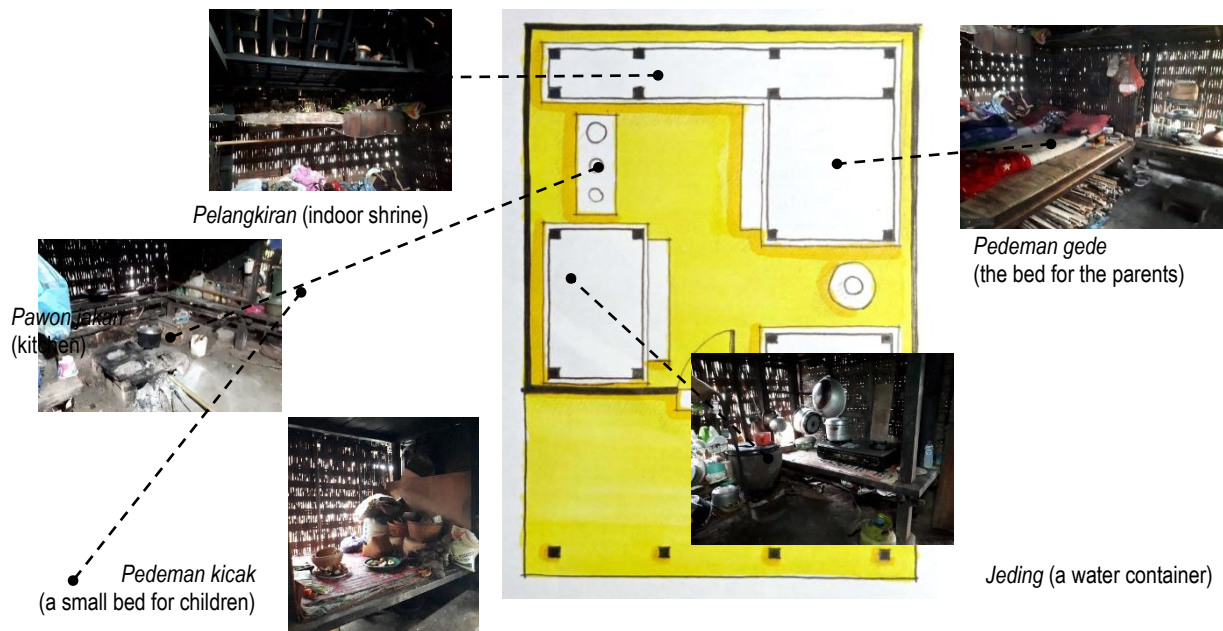 Pelangkiran (indoor shrine)
Pedeman gede
(the bed for the parents)
Pawon jakan
(kitchen)
Pedeman kicak
(a small bed for children)
Jeding (a water container)